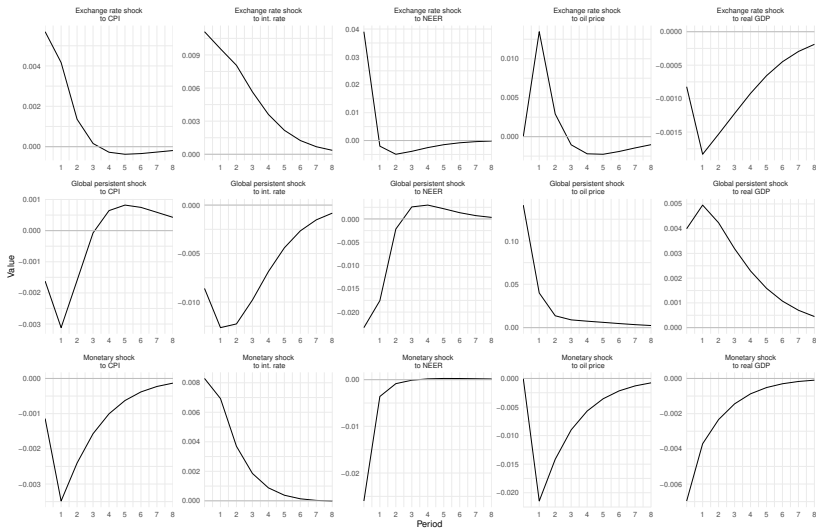 Exchange rate shock
to CPI
Exchange rate shock
to int. rate
Exchange rate shock
to NEER
Exchange rate shock
to oil price
Exchange rate shock
to real GDP
0.004
0.002
0.000
0.009
0.006
0.003
0.000
0.04
0.03
0.02
0.01
0.00
0.010
0.005
0.000
0.0000
−0.0005
−0.0010
−0.0015
1 2 3 4 5 6 7 8
1 2 3 4 5 6 7 8
1 2 3 4 5 6 7 8
1 2 3 4 5 6 7 8
1 2 3 4 5 6 7 8
Global persistent shock
to CPI
Global persistent shock
to int. rate
Global persistent shock
to NEER
Global persistent shock
to oil price
Global persistent shock
to real GDP
Value
0.001
0.000
−0.001
−0.002
−0.003
0.000
−0.005
−0.010
0.000
−0.005
−0.010
−0.015
−0.020
0.10
0.05
0.00
0.005
0.004
0.003
0.002
0.001
0.000
1 2 3 4 5 6 7 8
1 2 3 4 5 6 7 8
1 2 3 4 5 6 7 8
1 2 3 4 5 6 7 8
1 2 3 4 5 6 7 8
Monetary shock
to CPI
Monetary shock
to int. rate
Monetary shock
to NEER
Monetary shock
to oil price
Monetary shock
to real GDP
0.000
−0.001
−0.002
−0.003
0.008
0.006
0.004
0.002
0.000
0.00
−0.01
−0.02
0.000
−0.005
−0.010
−0.015
−0.020
0.000
−0.002
−0.004
−0.006
1 2 3 4 5 6 7 8
1 2 3 4 5 6 7 8
1 2 3 4 5 6 7 8
1 2 3 4 5 6 7 8
1 2 3 4 5 6 7 8
Period